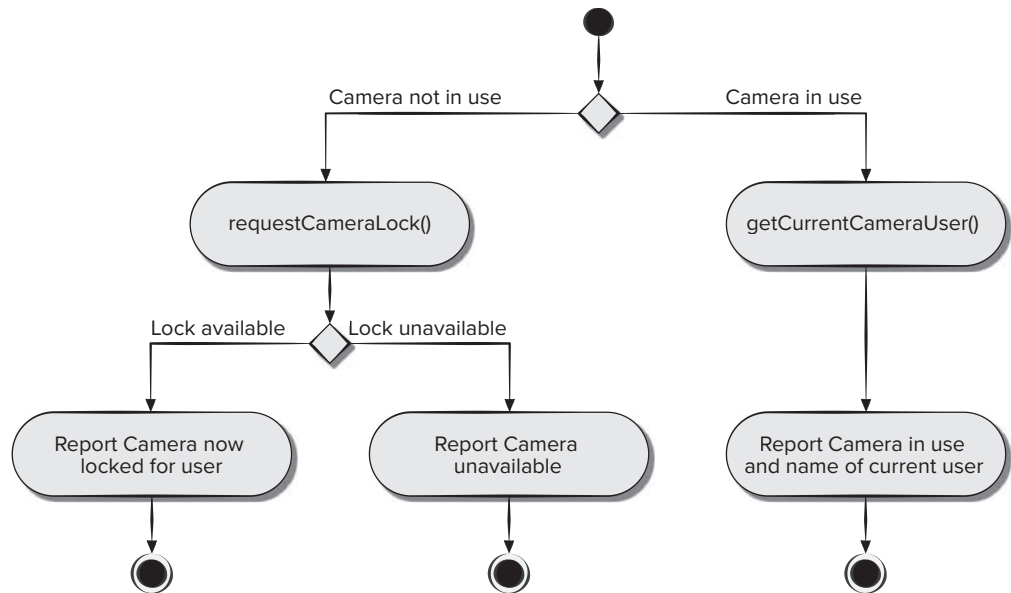 Camera not in use
Camera in use
requestCameraLock()
getCurrentCameraUser()
Lock available
Lock unavailable
Report Camera now
locked for user
Report Camera
unavailable
Report Camera in use
and name of current user